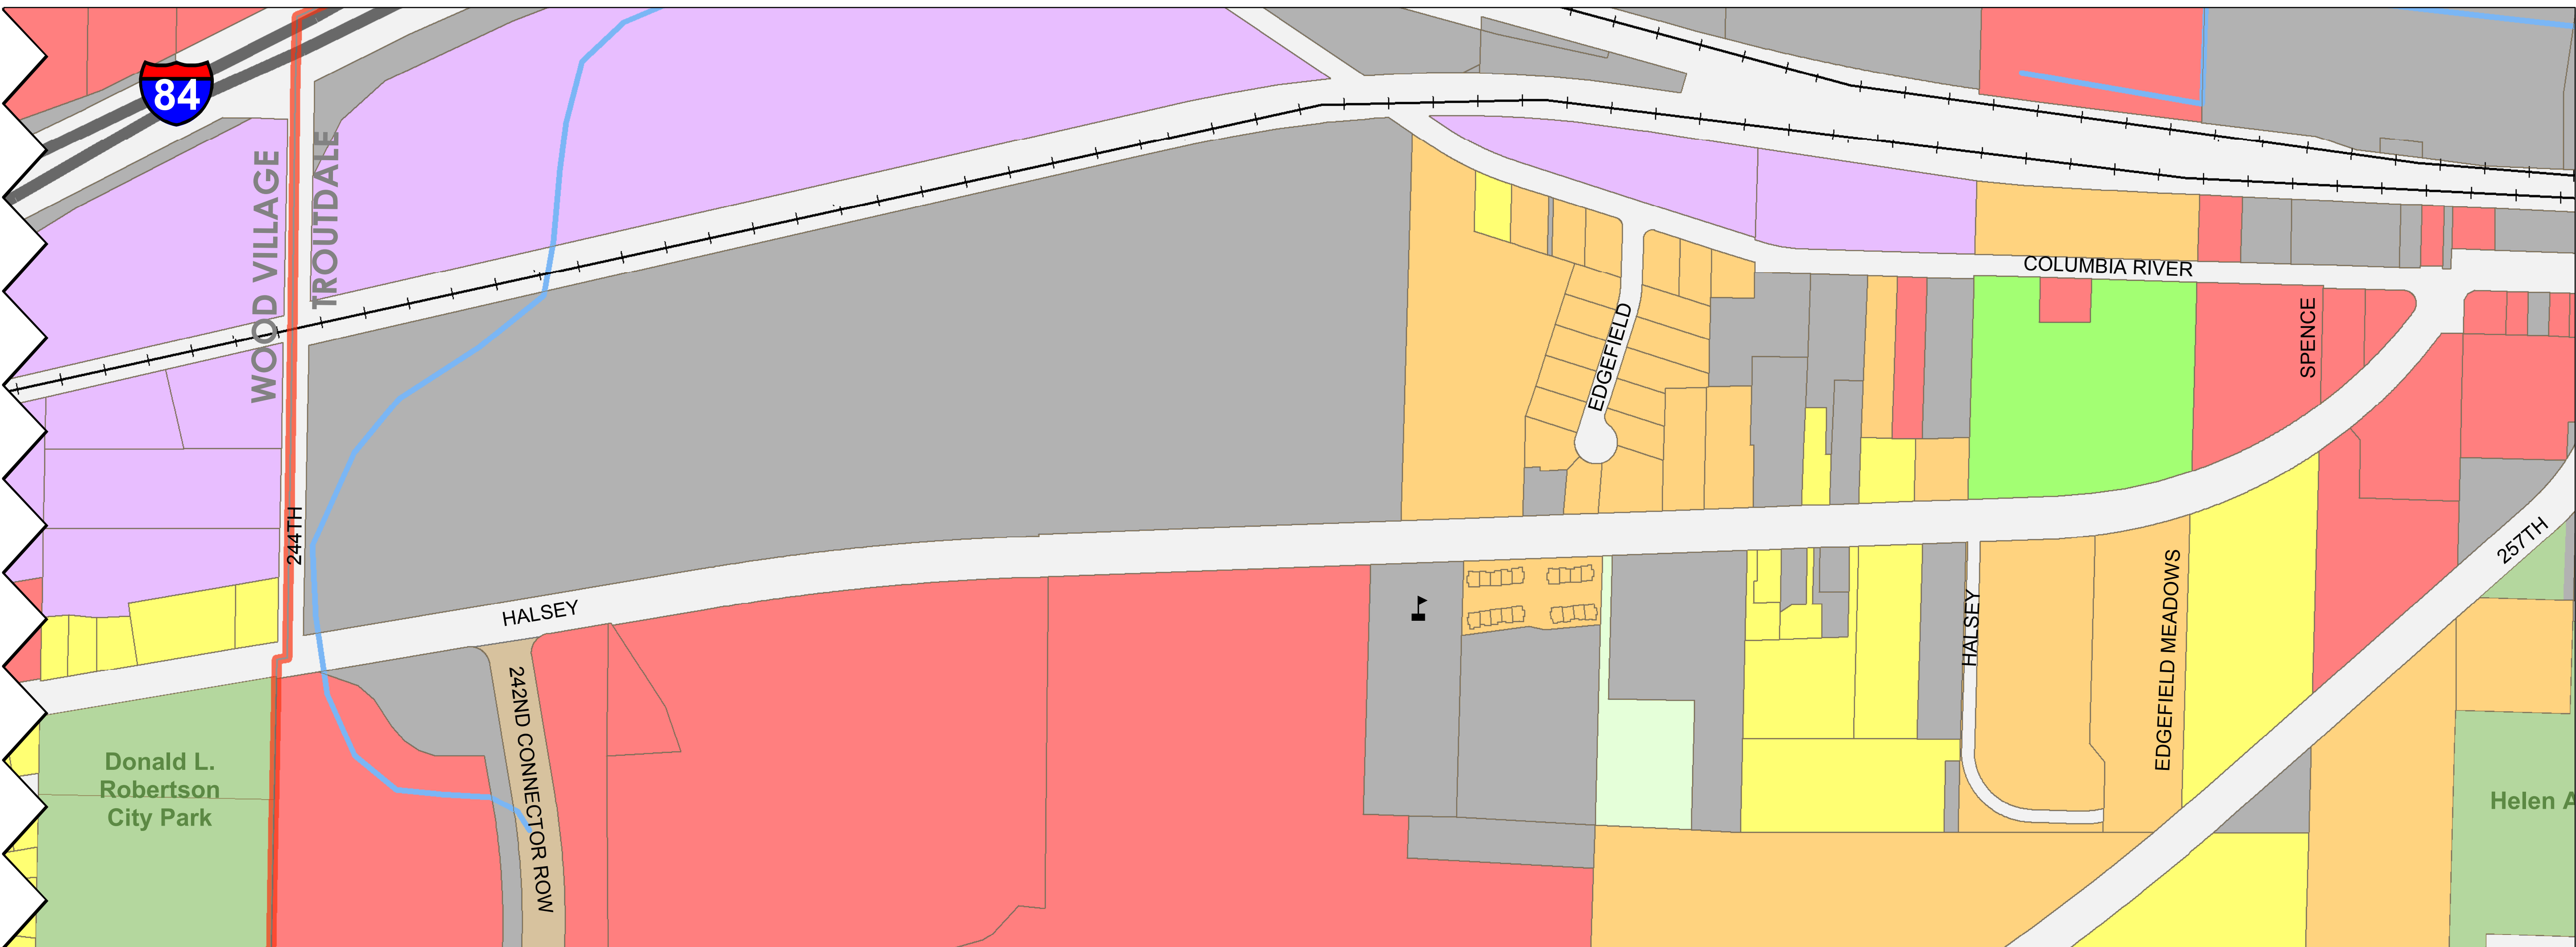 84
WOOD VILLAGE
TROUTDALE
COLUMBIA RIVER
SPENCE
EDGEFIELD
244TH
257TH
HALSEY
HALSEY
EDGEFIELD MEADOWS
242ND CONNECTOR ROW
Donald L.
Robertson
City Park
Helen A